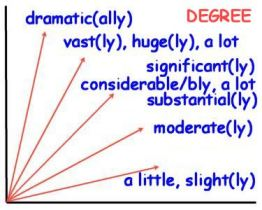 dramatic(ally)
DEGREE
vast(ly), huge(ly), a lot
significant(ly)
considerable/bly, a lot
substantial(ly)
moderate(ly)
a little, slight(ly)